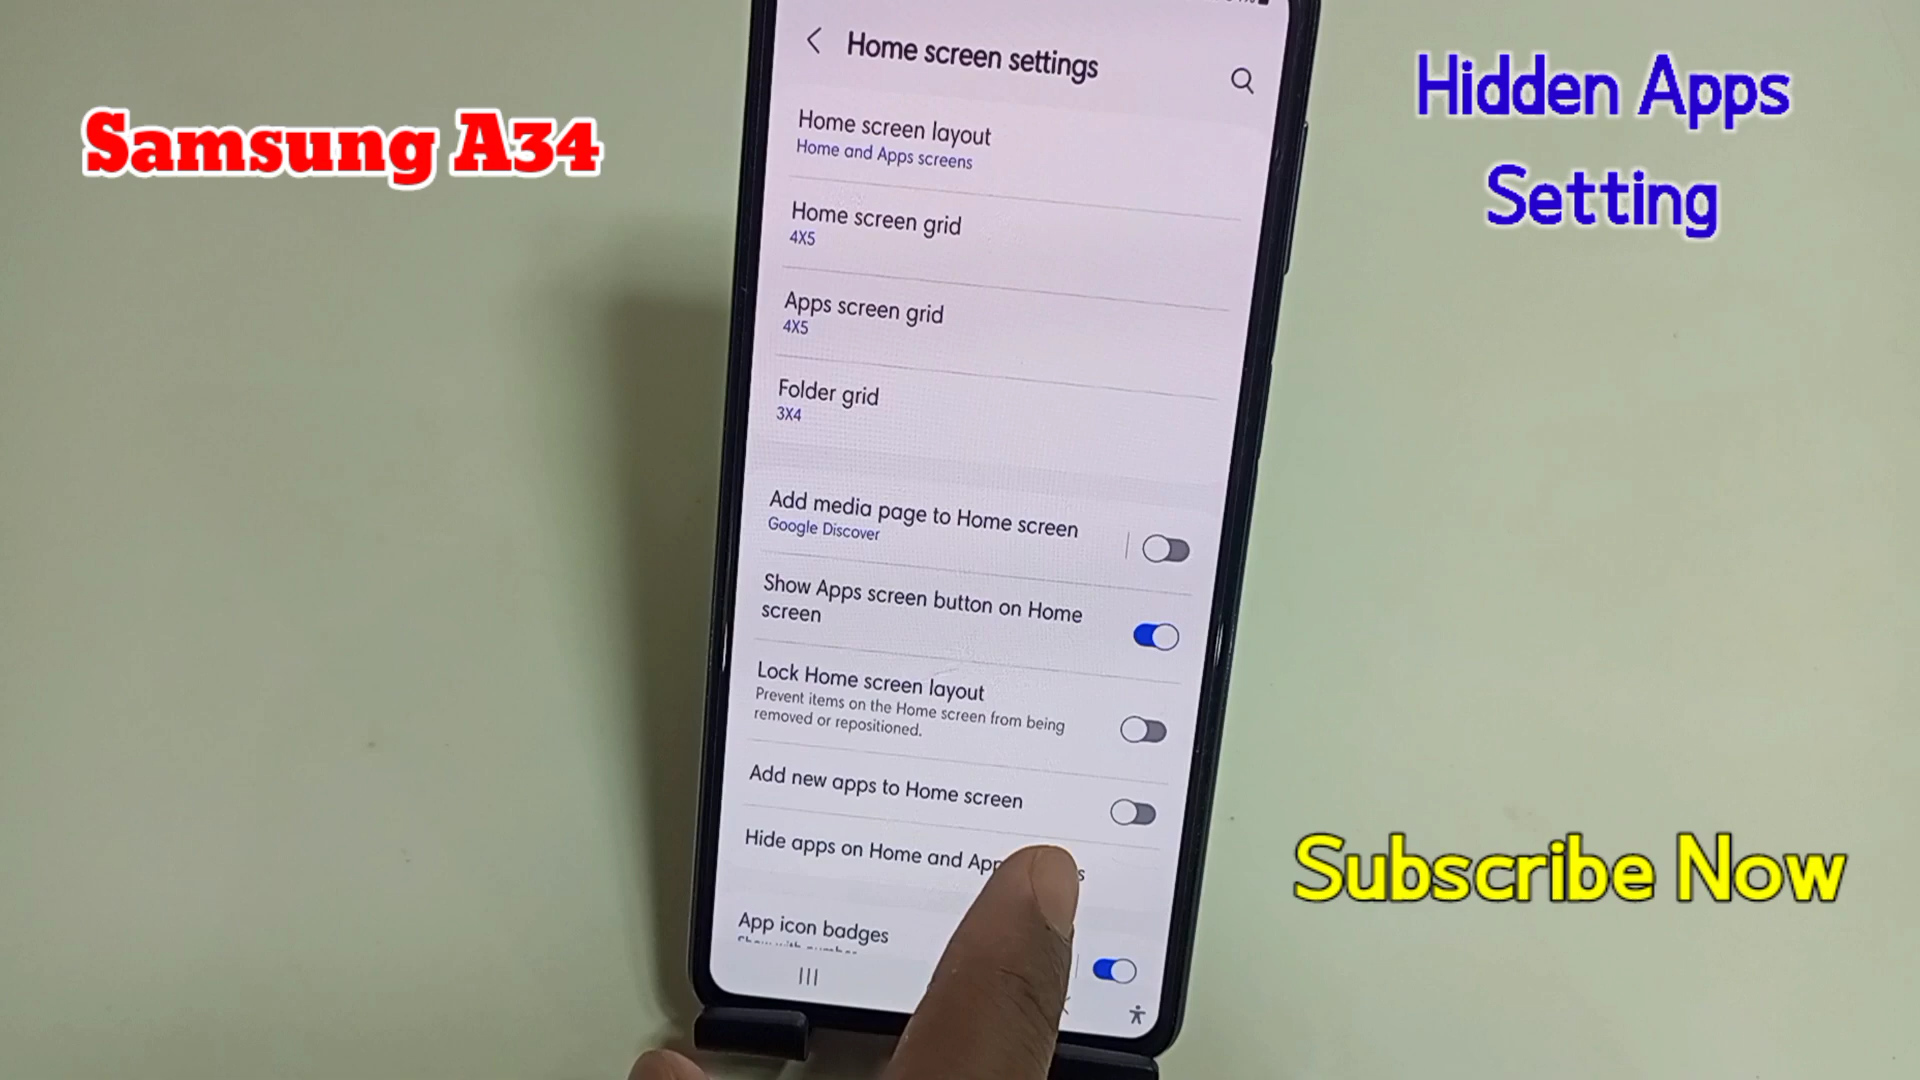 Samsung A34
Hidden Apps
Setting
Home screen settings
Home screen layout
Home and Apps screens
Home screen grid
4X5
Apps screen grid
4X5
Folder grid
3X4
Add media page to Home screen
Google Discover
Show Apps screen button on Home
screen
Lock Home screen layout
Prevent items on the Home screen from being
removed or repositioned.
Add new apps to Home screen
Hide apps on Home and
App icon badges
Subscribe Now